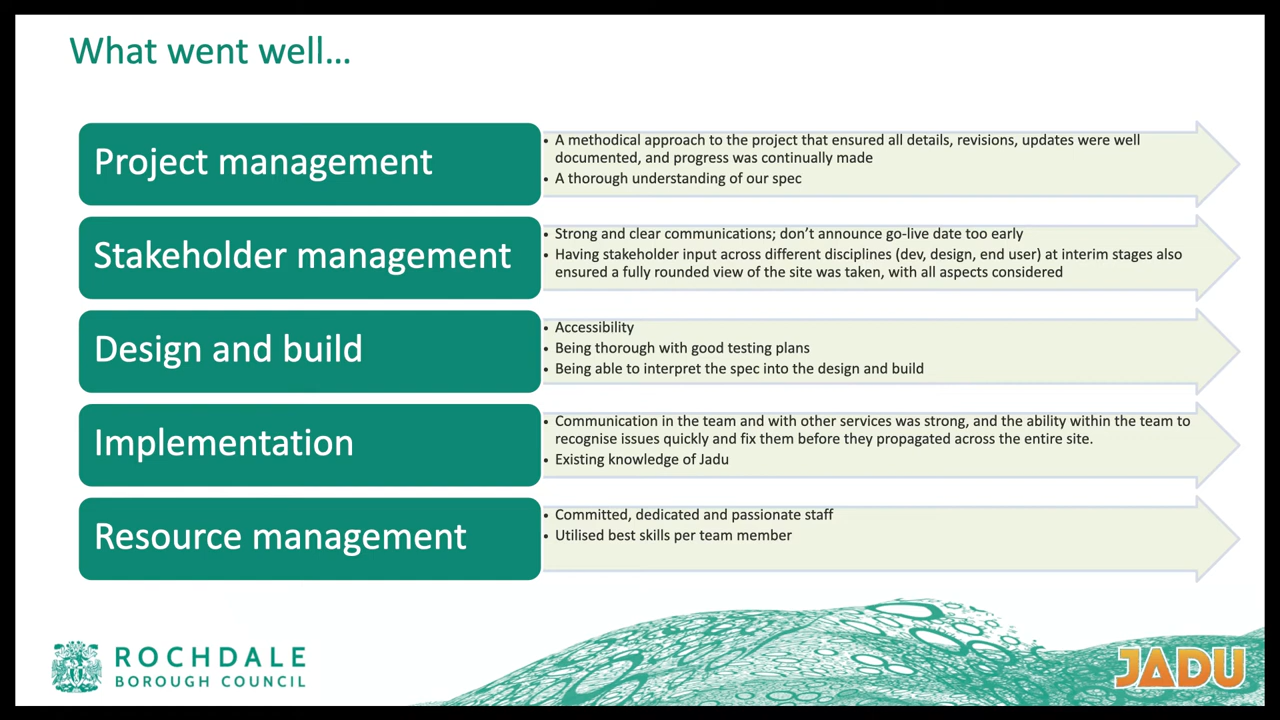 What went well...
Project management
• A methodical approach to the project that ensured all details, revisions, updates were well
documented, and progress was continually made
• A thorough understanding of our spec
Stakeholder management
• Strong and clear communications; don't announce go-live date too early
• Having stakeholder input across different disciplines (dev, design, end user) at interim stages also
ensured a fully rounded view of the site was taken, with all aspects considered
Design and build
• Accessibility
• Being thorough with good testing plans
• Being able to interpret the spec into the design and build
Implementation
• Communication in the team and with other services was strong, and the ability within the team to
recognise issues quickly and fix them before they propagated across the entire site.
• Existing knowledge of Jadu
Resource management
• Committed, dedicated and passionate staff
• Utilised best skills per team member
ROCHDALE
BOROUGH COUNCIL
JADU